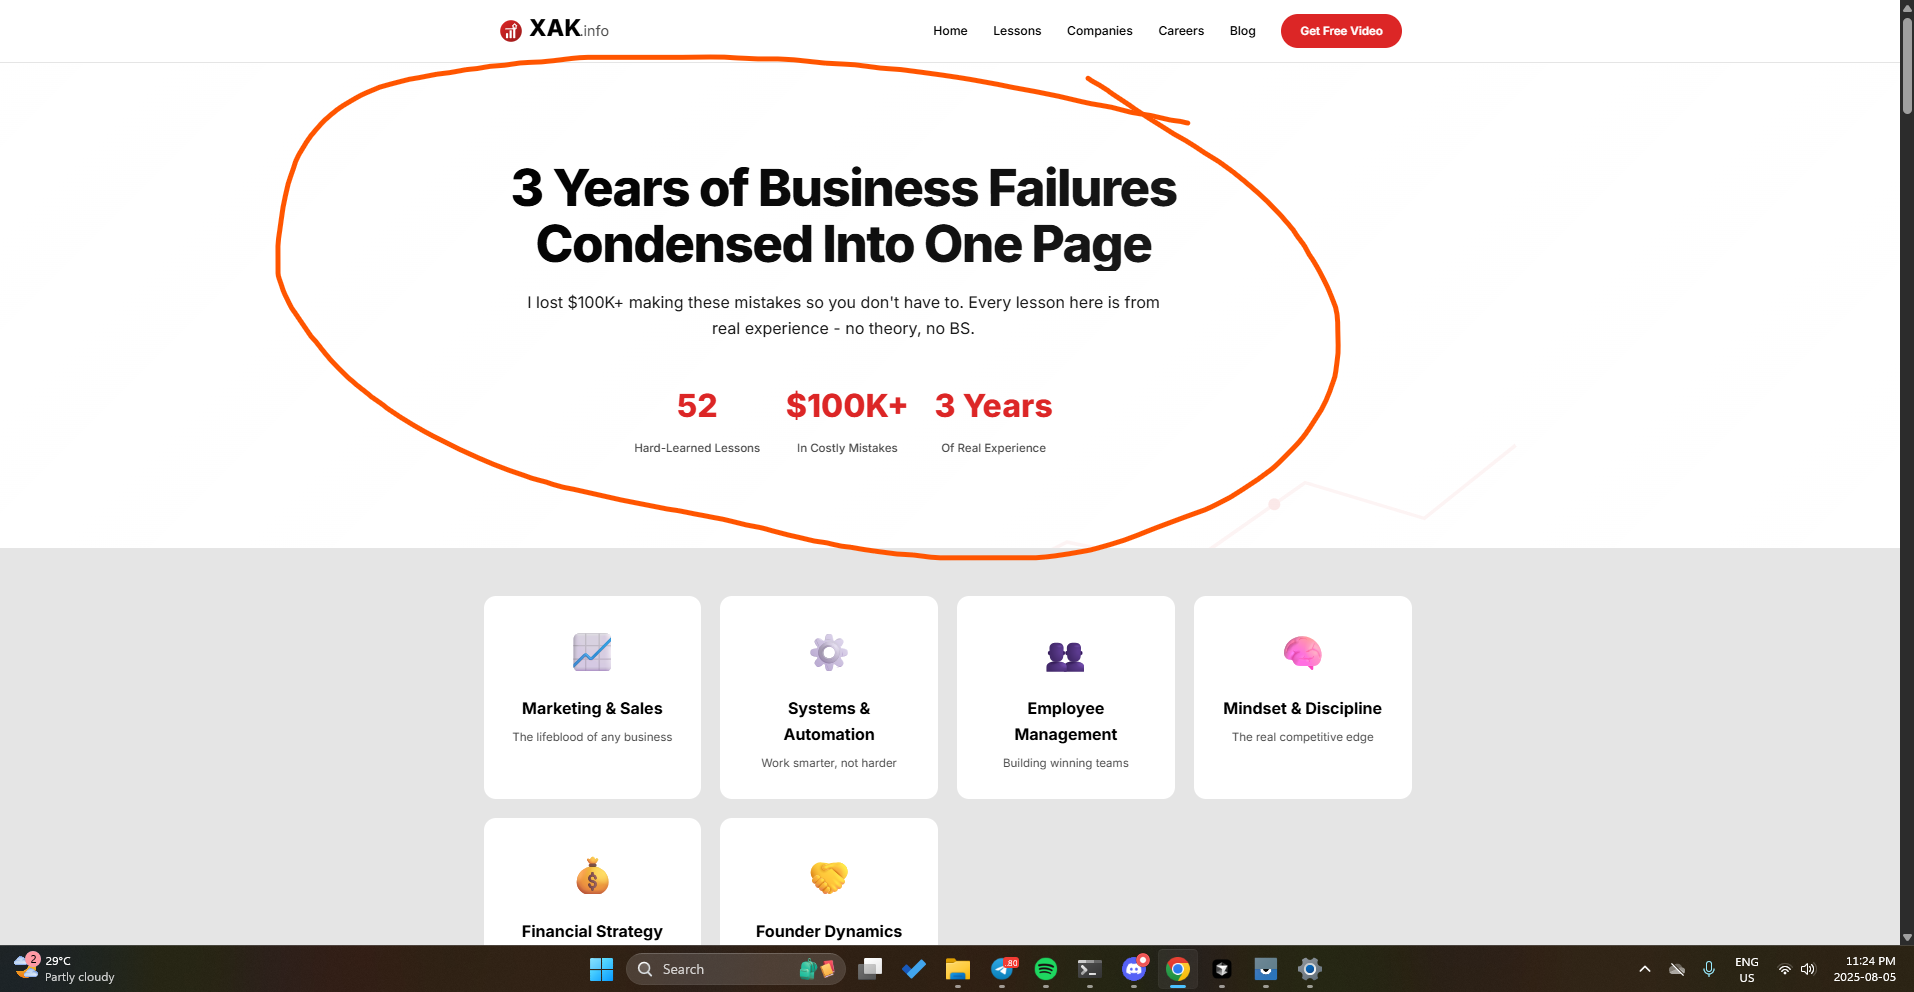 XAK.info
Home Lessons Companies Careers Blog Get Free Video
3 Years of Business Failures
Condensed Into One Page
I lost $100K+ making these mistakes so you don't have to. Every lesson here is from
real experience - no theory, no BS.
52 $100K+ 3 Years
Hard-Learned Lessons In Costly Mistakes Of Real Experience
Marketing & Sales
The lifeblood of any business
Systems &
Automation
Work smarter, not harder
Employee
Management
Building winning teams
Mindset & Discipline
The real competitive edge
$
Financial Strategy
Founder Dynamics
2
29°C
Partly cloudy
Search
80
ENG
US
11:24 PM
2025-08-05